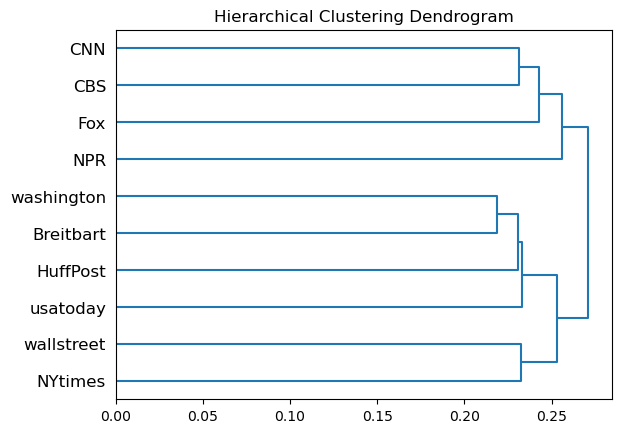 Hierarchical Clustering Dendrogram
CNN
CBS
Fox
NPR
washington
Breitbart
HuffPost
usatoday
wallstreet
NYtimes
0.00 0.05 0.10 0.15 0.20 0.25